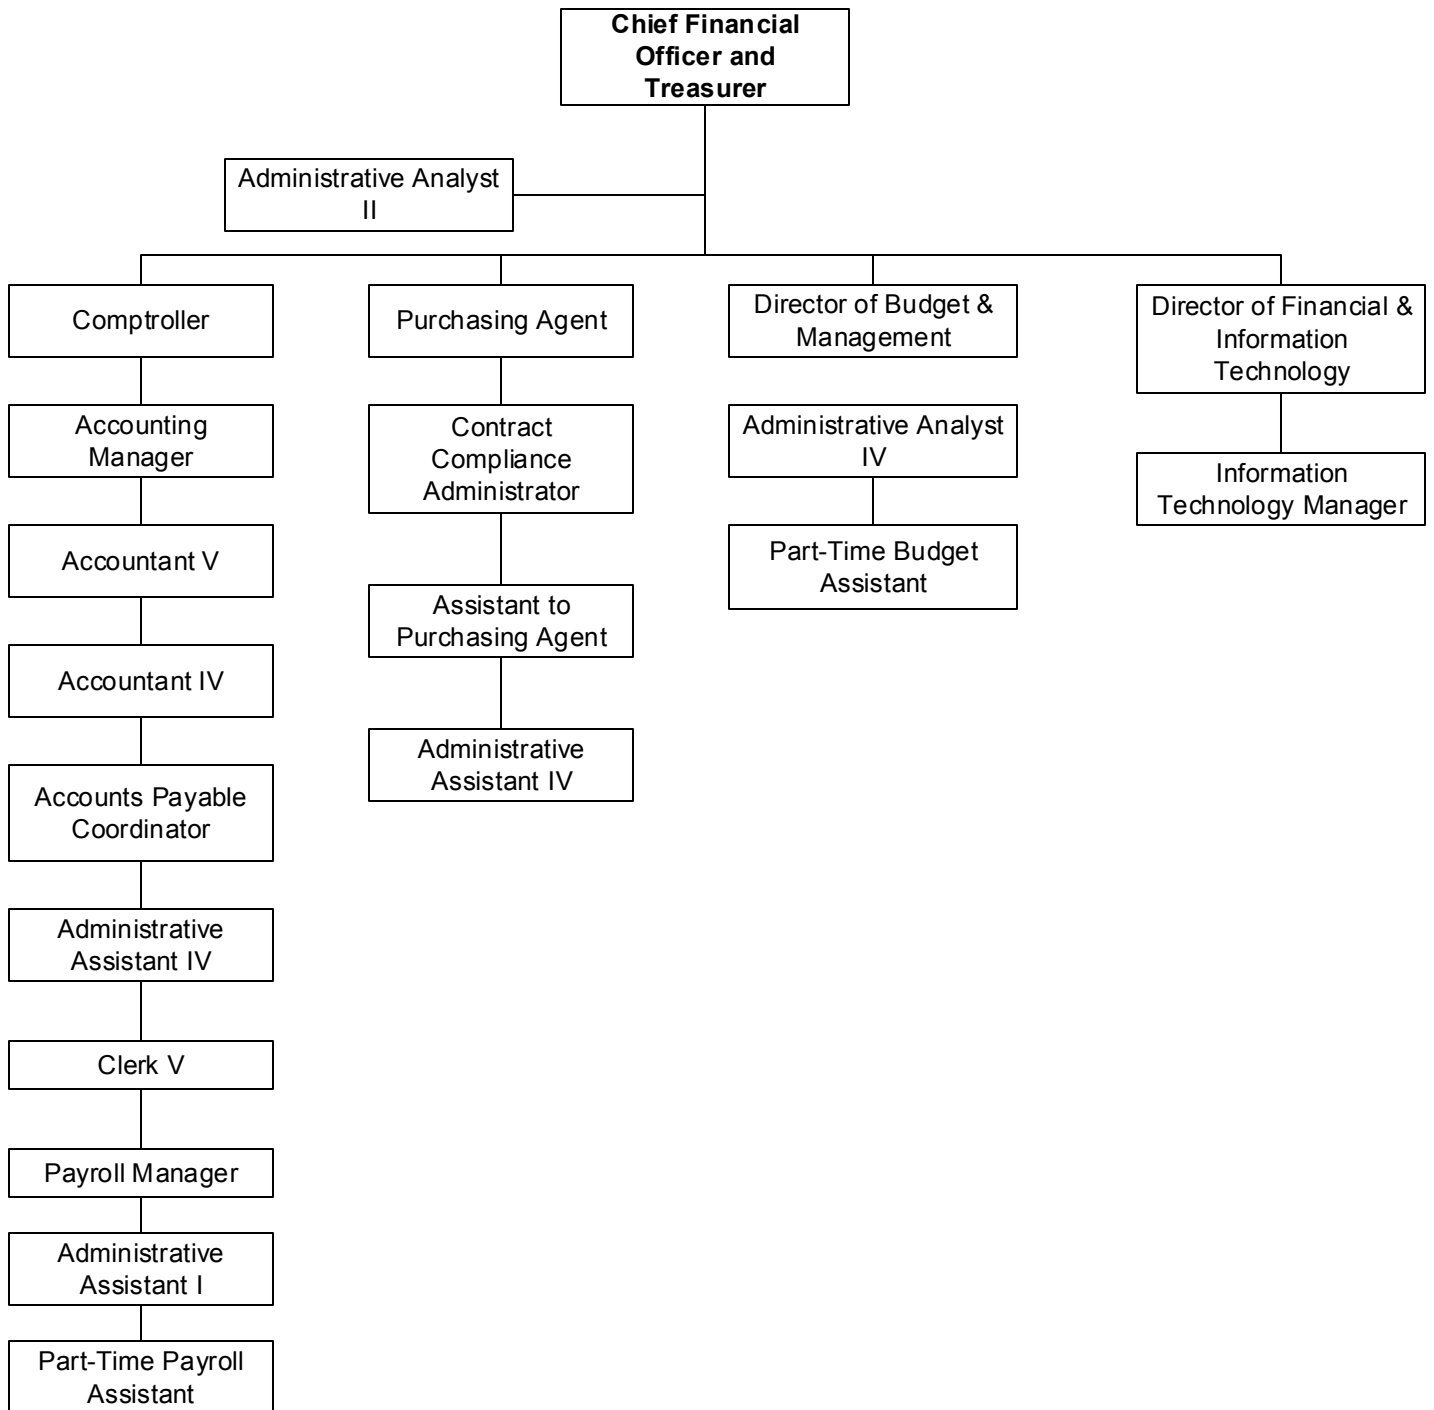 Chief Financial
Officer and
Treasurer
Administrative Analyst
II
Comptroller
Purchasing Agent
Director of Budget &
Management
Director of Financial &
Information
Technology
Accounting
Manager
Contract
Compliance
Administrator
Administrative Analyst
IV
Information
Technology Manager
Accountant V
Part-Time Budget
Assistant
Assistant to
Purchasing Agent
Accountant IV
Administrative
Assistant IV
Accounts Payable
Coordinator
Administrative
Assistant IV
Clerk V
Payroll Manager
Administrative
Assistant I
Part-Time Payroll
Assistant